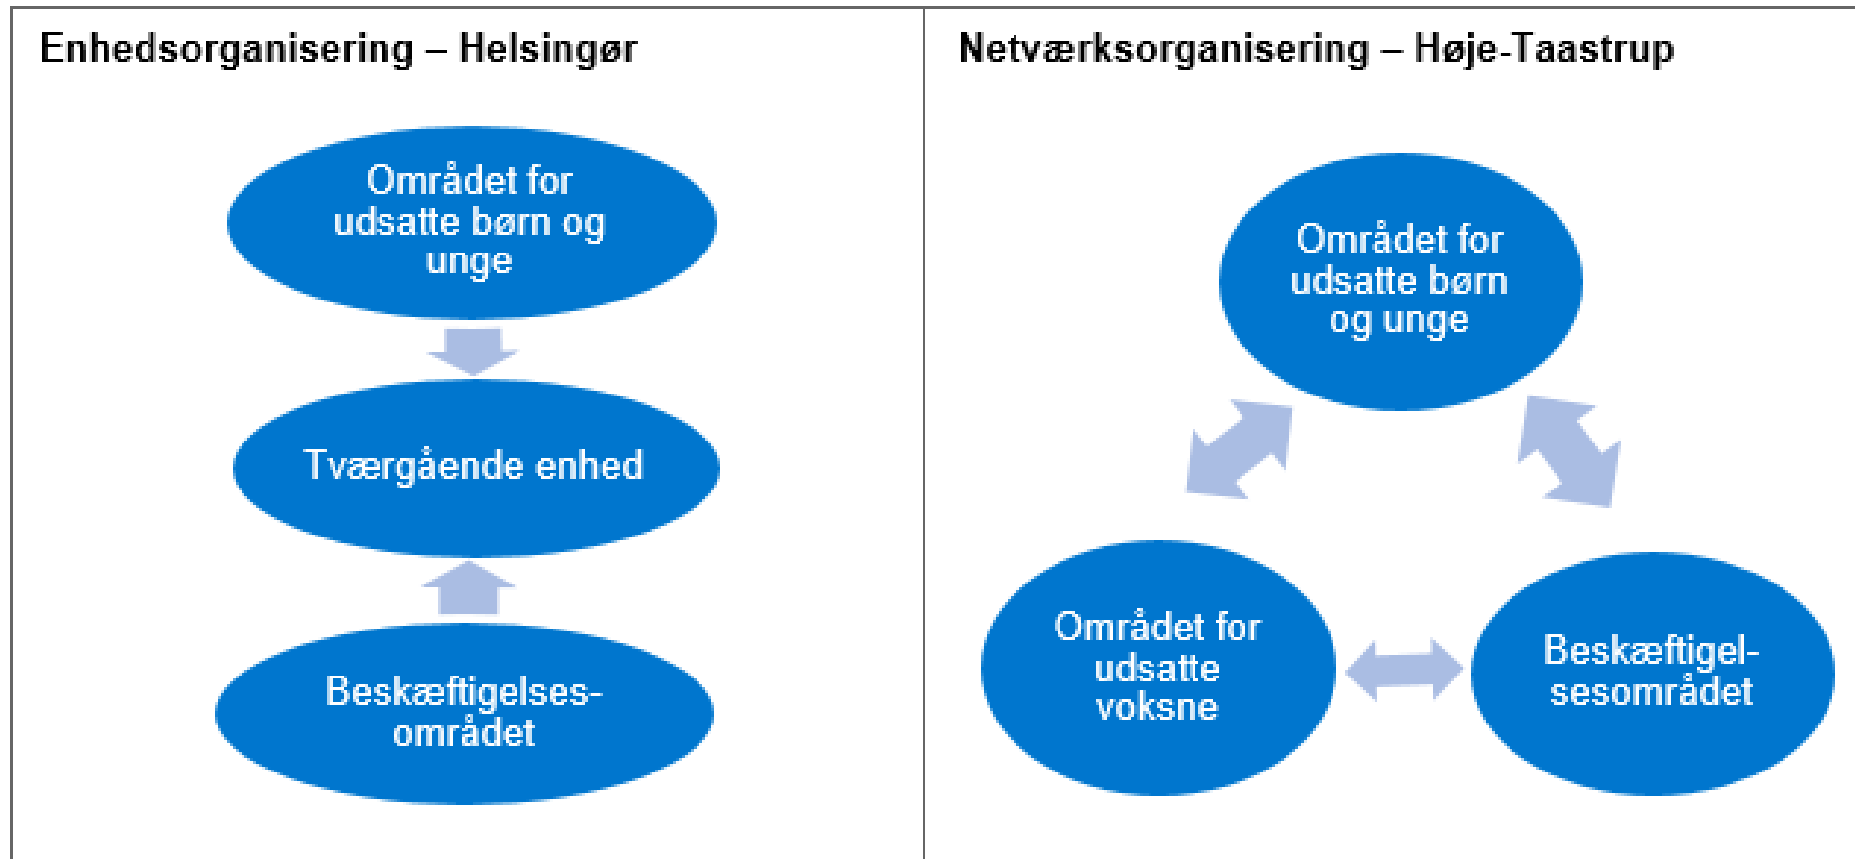 Enhedsorganisering – Helsingør
Området for
udsatte børn og
unge
Tværgående enhed
Beskæftigelses-
området
Netværksorganisering – Høje-Taastrup
Området for
udsatte børn
og unge
Området for
udsatte
voksne
Beskæftigel-
sesområdet